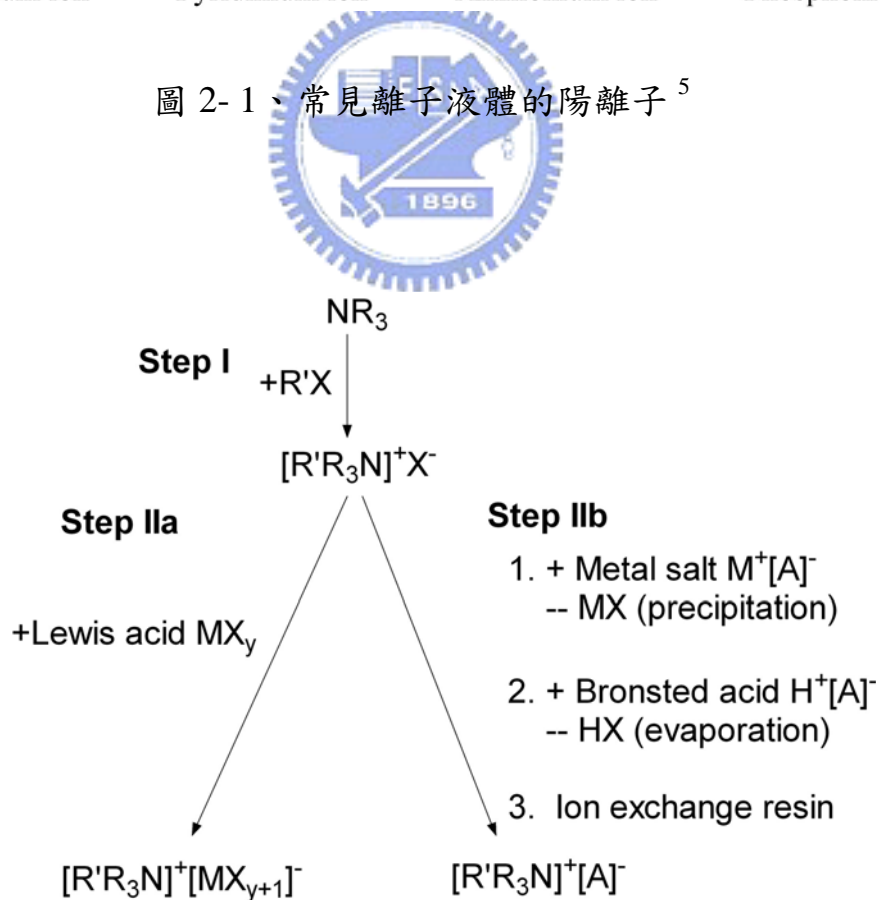 圖 2- 1、常見離子液體的陽離子 5
E S
1896
NR3
Step I
+R'X
[R'R3N]+X-
Step IIa
Step IIb
1. + Metal salt M+[A]-
-- MX (precipitation)
+Lewis acid MXy
2. + Bronsted acid H+[A]-
-- HX (evaporation)
3. Ion exchange resin
[R'R3N]+[MXy+1]-
[R'R3N]+[A]-